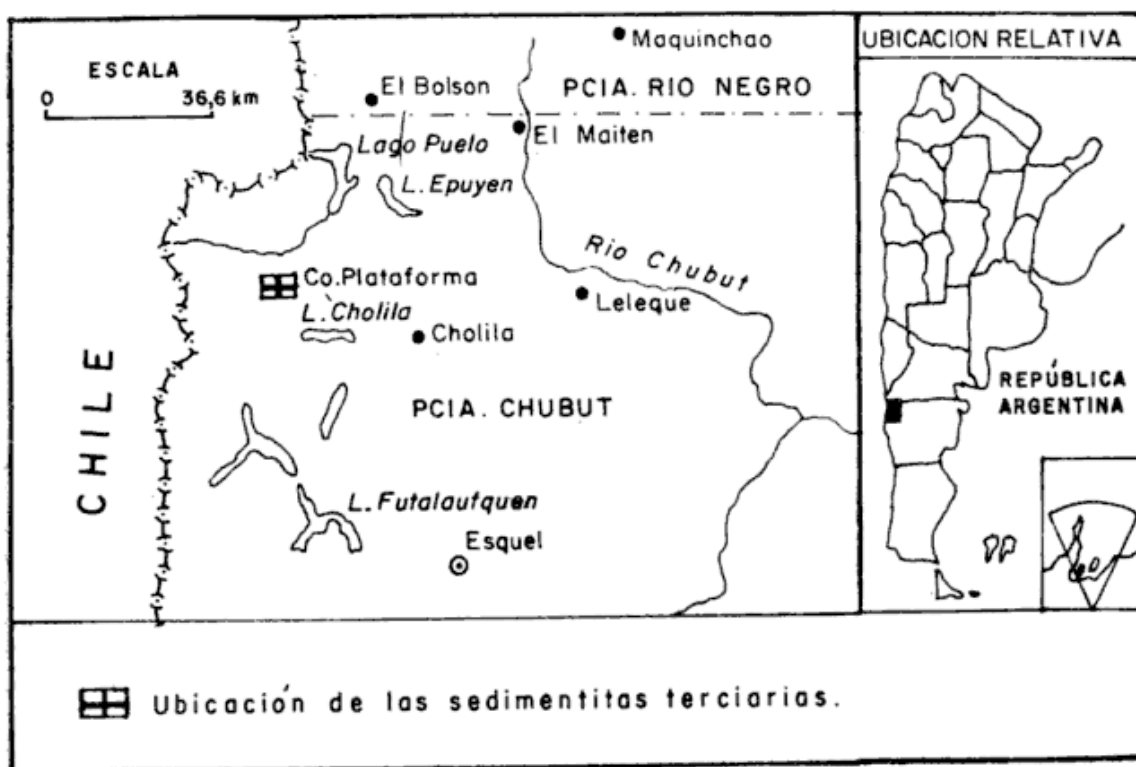 ESCALA
0 36,6 km
Maquinchao
El Bolson
PCIA. RIO NEGRO
El Maiten
Lago Puelo
L. Epuyen
Rio Chubut
Co. Plataforma
L. Cholila
Leleque
Cholila
CHILE
PCIA. CHUBUT
L. Futalaufquen
Esquel
UBICACION RELATIVA
REPÚBLICA
ARGENTINA
Ubicación de las sedimentitas terciarias.